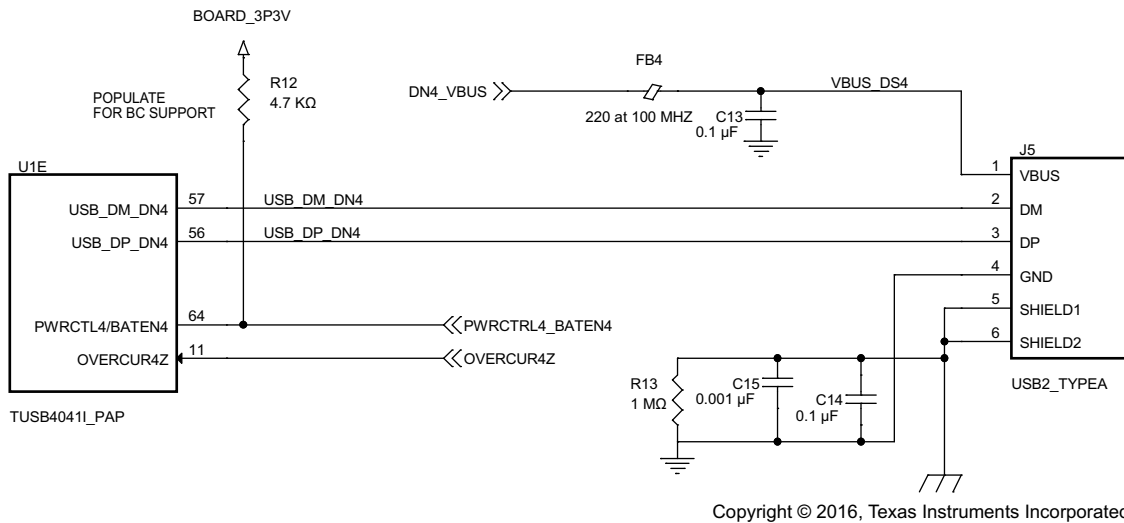 BOARD_3P3V
R12
4.7 KΩ
POPULATE
FOR BC SUPPORT
FB4
DN4_VBUS
220 at 100 MHZ
VBUS_DS4
C13
0.1 µF
J5
U1E
1
VBUS
USB_DM_DN4
57
USB_DM_DN4
2
DM
USB_DP_DN4
56
USB_DP_DN4
3
DP
4
GND
PWRCTL4/BATEN4
64
PWRCTRL4_BATEN4
5
SHIELD1
OVERCUR4Z
11
OVERCUR4Z
6
SHIELD2
R13
1 MΩ
C15
0.001 µF
C14
0.1 µF
USB2_TYPEA
TUSB4041I_PAP
Copyright © 2016, Texas Instruments Incorporated